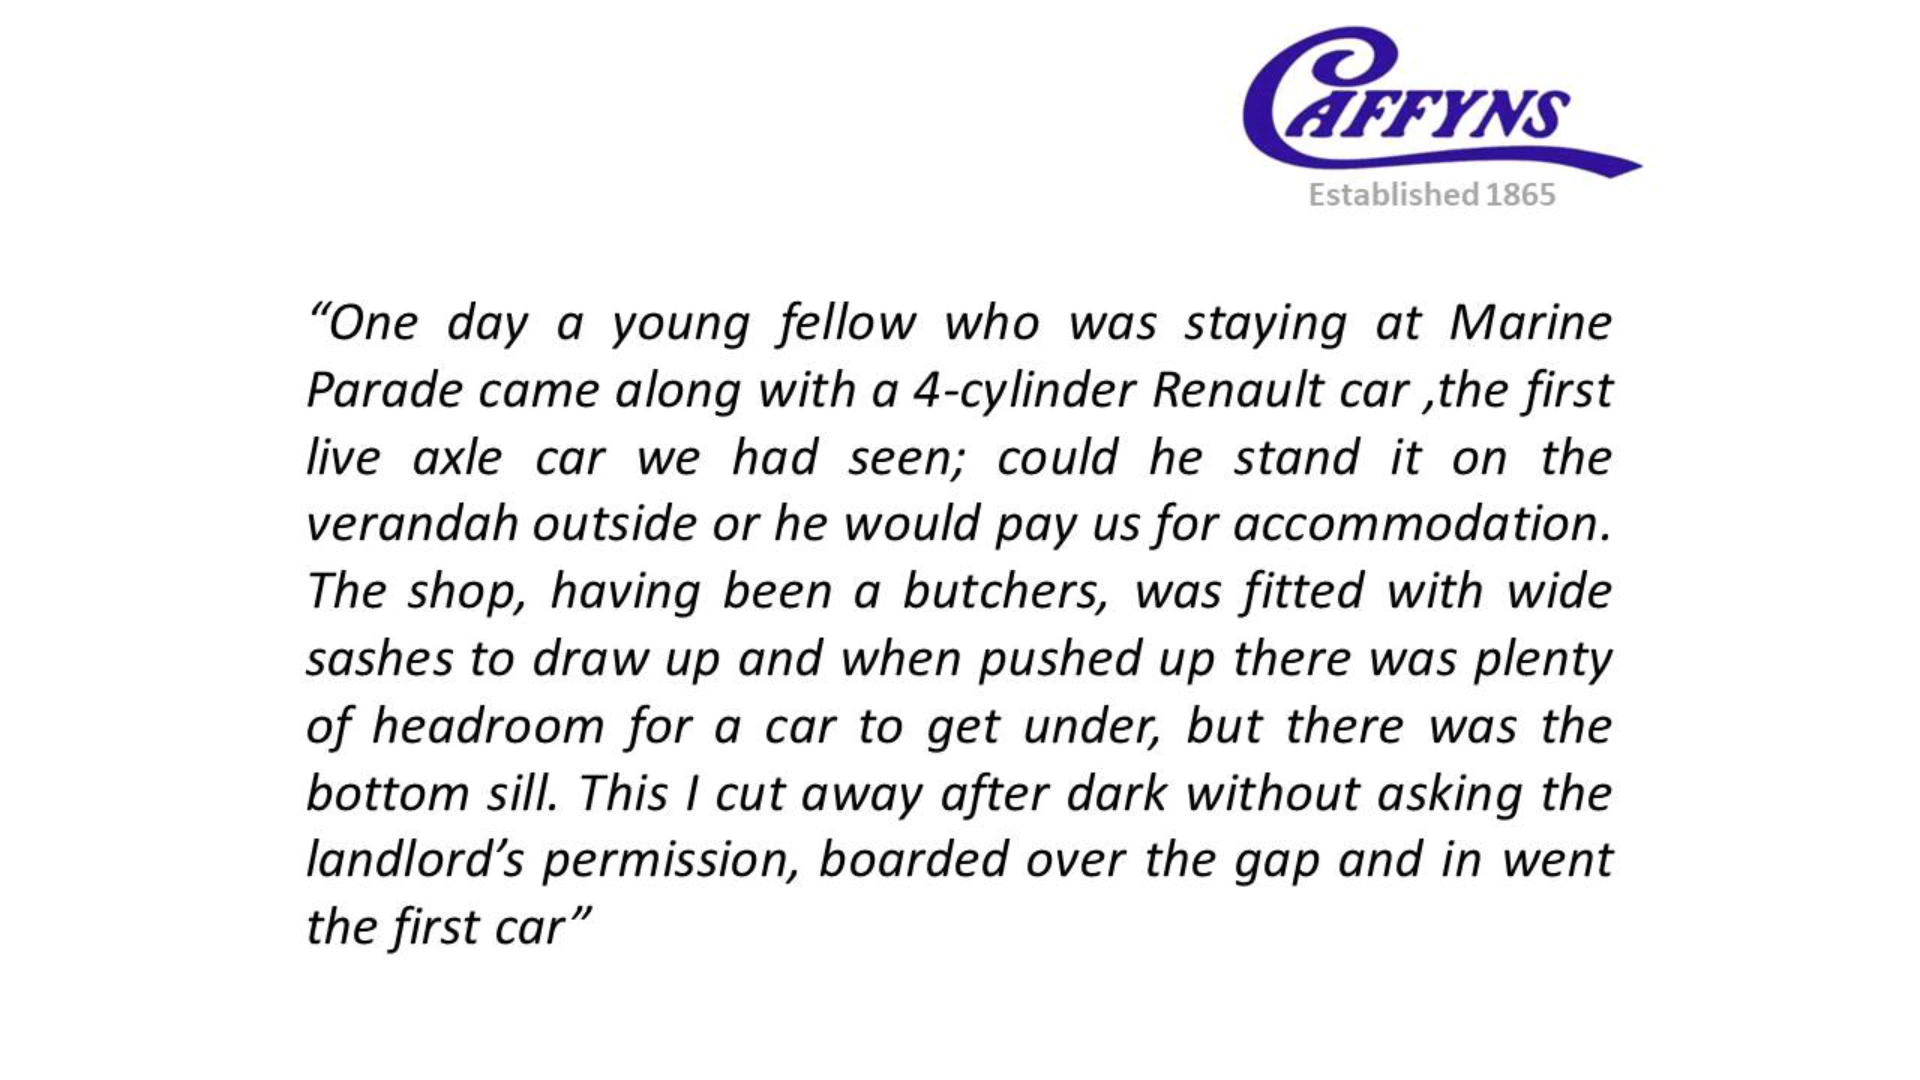 CAFFYNS
Established 1865
“One day a young fellow who was staying at Marine
Parade came along with a 4-cylinder Renault car ,the first
live axle car we had seen; could he stand it on the
verandah outside or he would pay us for accommodation.
The shop, having been a butchers, was fitted with wide
sashes to draw up and when pushed up there was plenty
of headroom for a car to get under, but there was the
bottom sill. This I cut away after dark without asking the
landlord’s permission, boarded over the gap and in went
the first car”